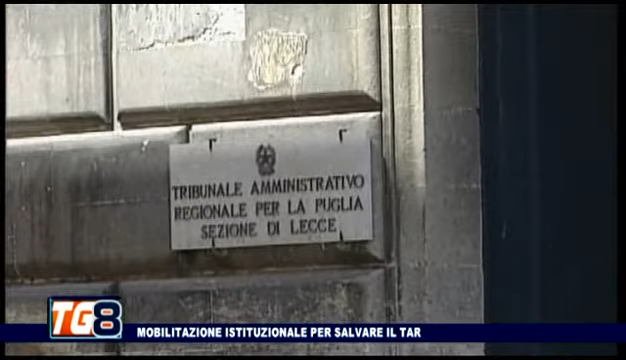 TRIBUNALE AMMINISTRATIVO
REGIONALE PER LA PUGLIA
SEZIONE DI LECCE
TG8
MOBILITAZIONE ISTITUZIONALE PER SALVARE IL TAR